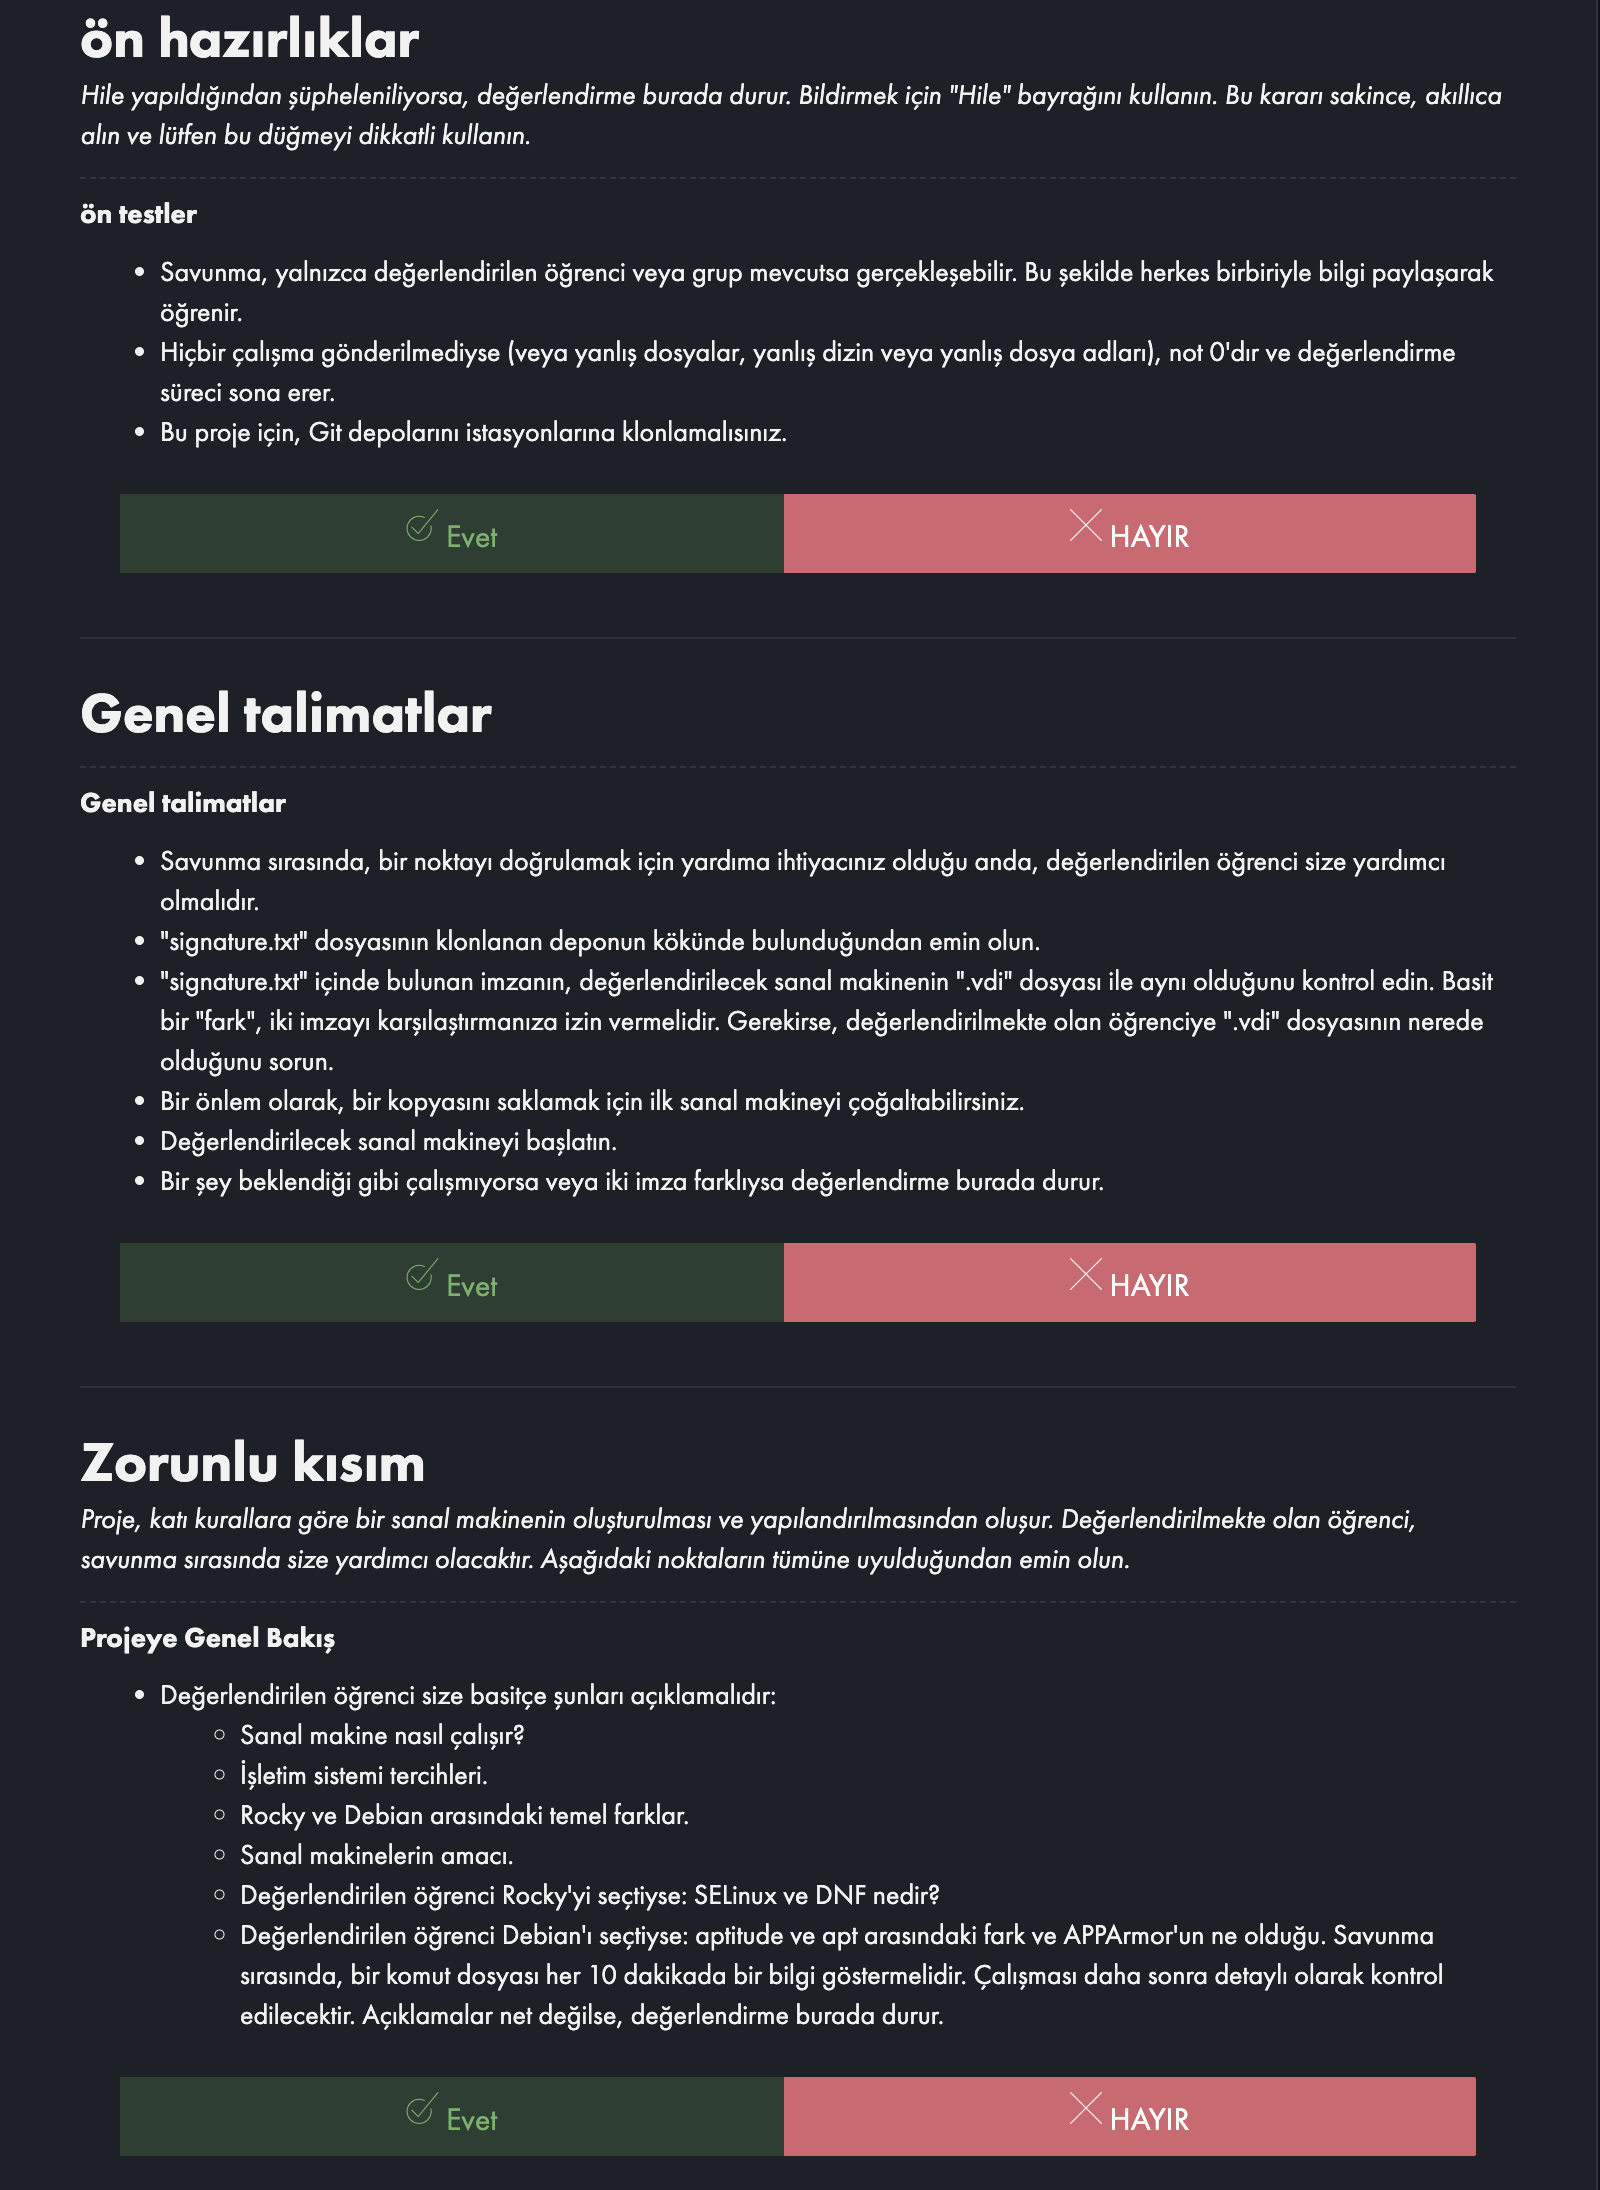 ön hazırlıklar
Hile yapıldığından şüpheleniliyorsa, değerlendirme burada durur. Bildirmek için "Hile" bayrağını kullanın. Bu kararı sakince, akıllıca
alın ve lütfen bu düğmeyi dikkatli kullanın.
ön testler
• Savunma, yalnızca değerlendirilen öğrenci veya grup mevcutsa gerçekleşebilir. Bu şekilde herkes birbiriyle bilgi paylaşarak
öğrenir.
• Hiçbir çalışma gönderilmediyse (veya yanlış dosyalar, yanlış dizin veya yanlış dosya adları), not 0'dır ve değerlendirme
süreci sona erer.
• Bu proje için, Git depolarını istasyonlarına klonlamalısınız.
Evet
HAYIR
Genel talimatlar
Genel talimatlar
• Savunma sırasında, bir noktayı doğrulamak için yardıma ihtiyacınız olduğu anda, değerlendirilen öğrenci size yardımcı
olmalıdır.
• "signature.txt" dosyasının klonlanan deponun kökünde bulunduğundan emin olun.
• "signature.txt" içinde bulunan imzanın, değerlendirilecek sanal makinenin ".vdi" dosyası ile aynı olduğunu kontrol edin. Basit
bir "fark", iki imzayı karşılaştırmanıza izin vermelidir. Gerekirse, değerlendirilmekte olan öğrenciye ".vdi" dosyasının nerede
olduğunu sorun.
• Bir önlem olarak, bir kopyasını saklamak için ilk sanal makineyi çoğaltabilirsiniz.
• Değerlendirilecek sanal makineyi başlatın.
• Bir şey beklendiği gibi çalışmıyorsa veya iki imza farklıysa değerlendirme burada durur.
Evet
HAYIR
Zorunlu kısım
Proje, katı kurallara göre bir sanal makinenin oluşturulması ve yapılandırılmasından oluşur. Değerlendirilmekte olan öğrenci,
savunma sırasında size yardımcı olacaktır. Aşağıdaki noktaların tümüne uyulduğundan emin olun.
Projeye Genel Bakış
• Değerlendirilen öğrenci size basitçe şunları açıklamalıdır:
◦ Sanal makine nasıl çalışır?
◦ İşletim sistemi tercihleri.
◦ Rocky ve Debian arasındaki temel farklar.
◦ Sanal makinelerin amacı.
◦ Değerlendirilen öğrenci Rocky'yi seçtiyse: SELinux ve DNF nedir?
◦ Değerlendirilen öğrenci Debian'ı seçtiyse: aptitude ve apt arasındaki fark ve APPArmor'un ne olduğu. Savunma
sırasında, bir komut dosyası her 10 dakikada bir bilgi göstermelidir. Çalışması daha sonra detaylı olarak kontrol
edilecektir. Açıklamalar net değilse, değerlendirme burada durur.
Evet
HAYIR